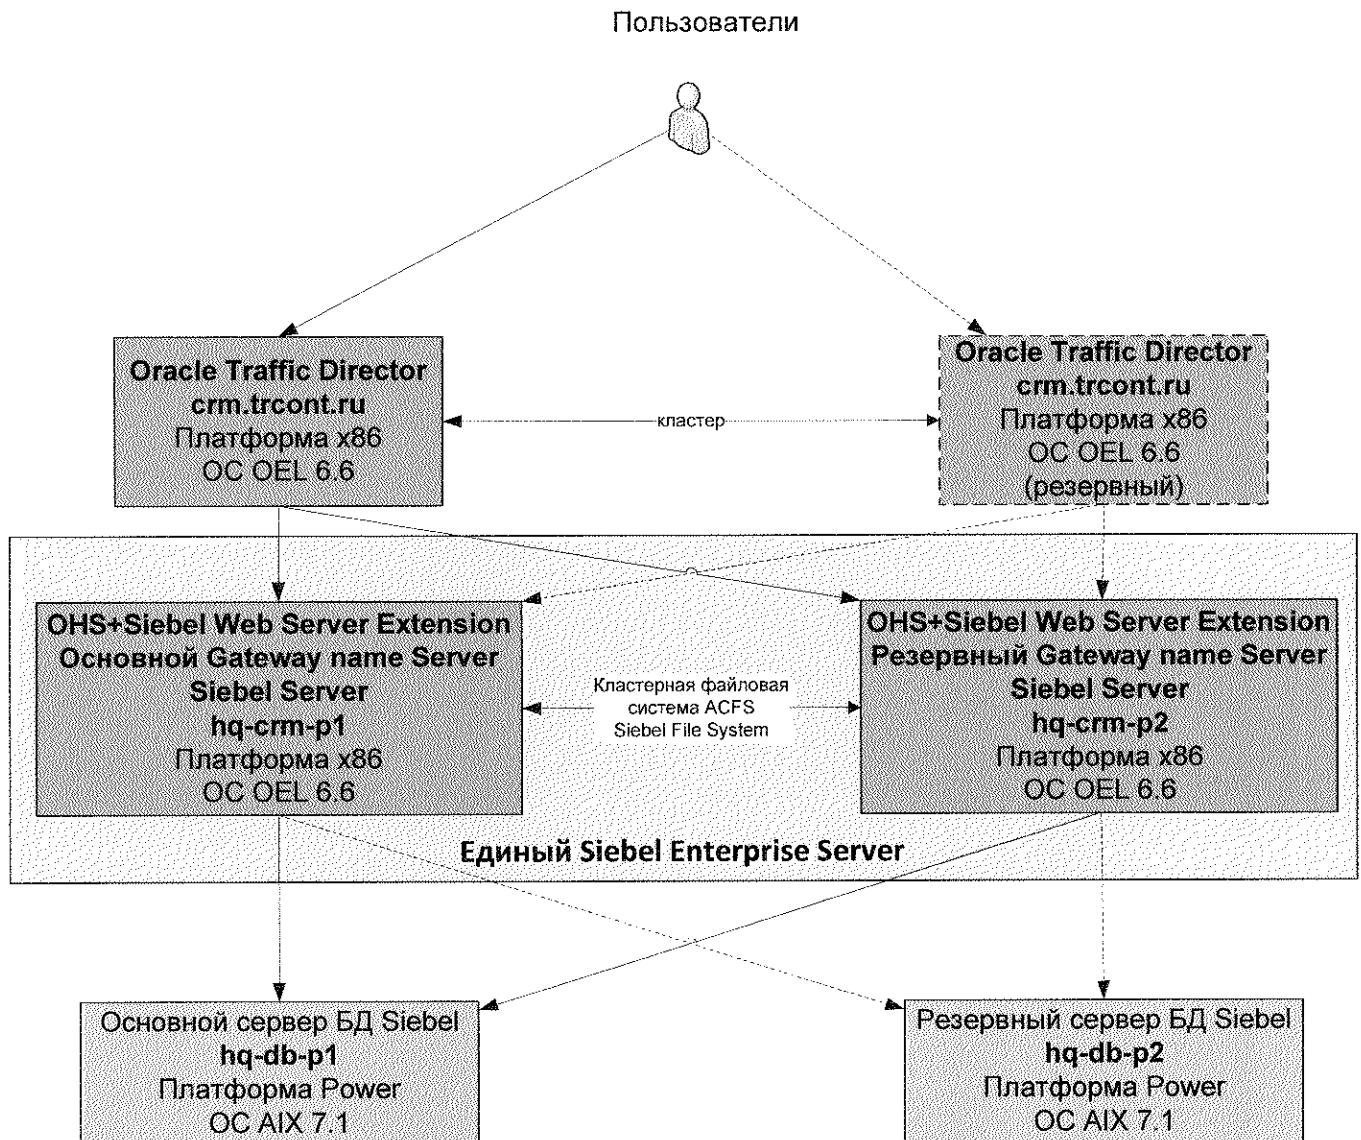 Пользователи
Oracle Traffic Director
crm.trcont.ru
Платформа x86
ОС OEL 6.6
кластер
Oracle Traffic Director
crm.trcont.ru
Платформа x86
ОС OEL 6.6
(резервный)
OHS+Siebel Web Server Extension
Основной Gateway name Server
Siebel Server
hq-crm-p1
Платформа x86
ОС OEL 6.6
Кластерная файловая
система ACFS
Siebel File System
OHS+Siebel Web Server Extension
Резервный Gateway name Server
Siebel Server
hq-crm-p2
Платформа x86
ОС OEL 6.6
Единый Siebel Enterprise Server
Основной сервер БД Siebel
hq-db-p1
Платформа Power
ОС AIX 7.1
Резервный сервер БД Siebel
hq-db-p2
Платформа Power
ОС AIX 7.1